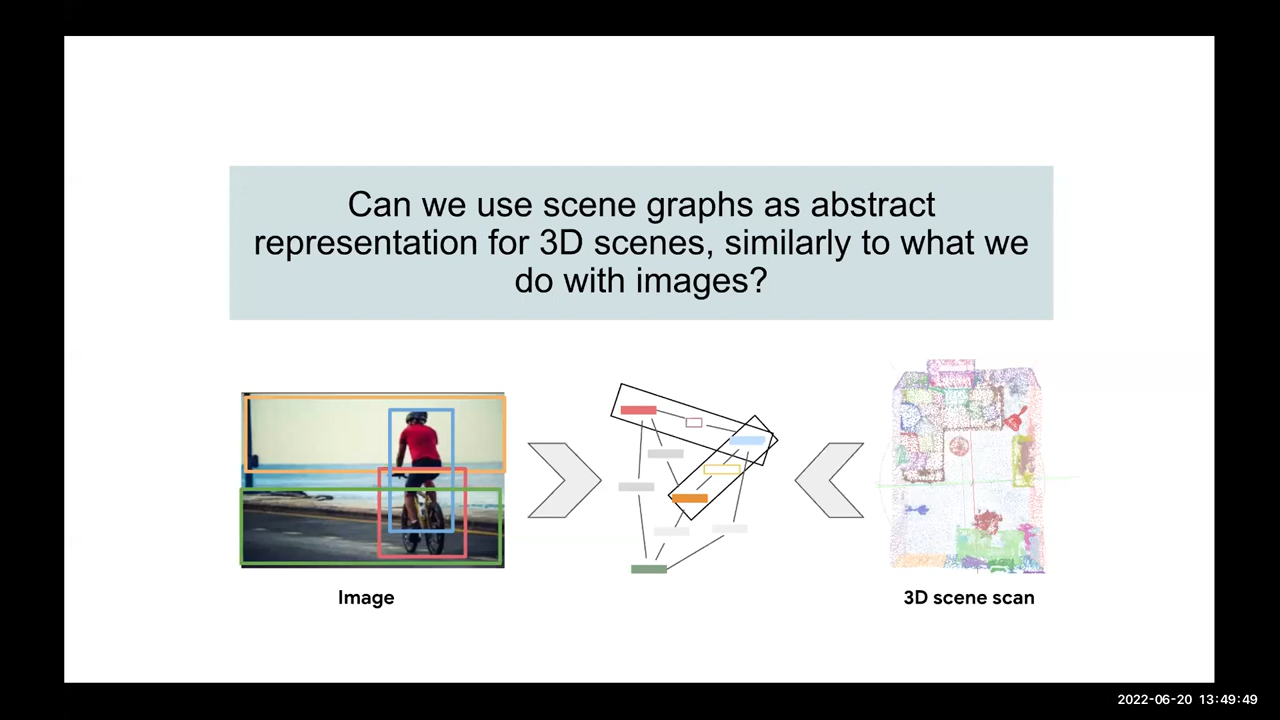 Can we use scene graphs as abstract
representation for 3D scenes, similarly to what we
do with images?
Image
3D scene scan
2022-06-20 13:49:49